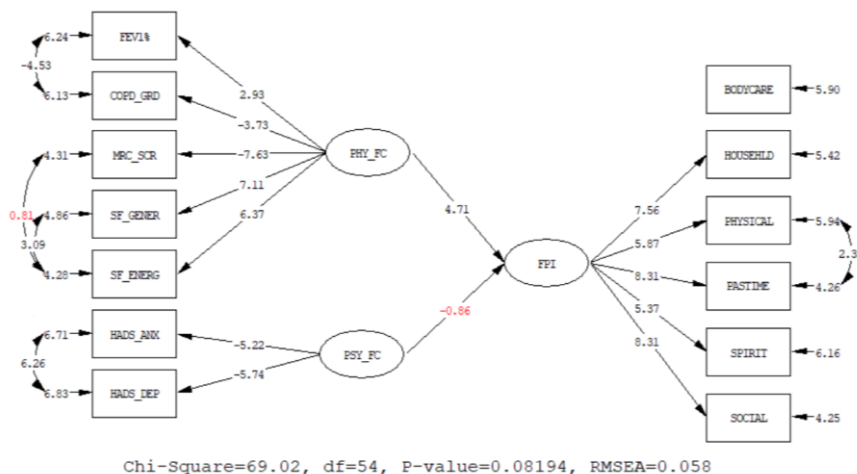 6.24 FEV1%
-4.53
6.13 COPD_GRD
4.31 MRC_SCR
0.81
4.86 SF_GENER
3.09
4.28 SF_ENERG
6.71 HADS_ANX
6.26
6.83 HADS_DEP
2.93
-3.73
-7.63
7.11
6.37
PHY_FC
-5.22
-5.74
PSY_FC
4.71
-0.86
FPI
7.56
5.87
8.31
5.37
8.31
BODYCARE 5.90
HOUSEHLD 5.42
PHYSICAL 5.94
2.3
PASTIME 4.26
SPIRIT 6.16
SOCIAL 4.25
Chi-Square=69.02, df=54, P-value=0.08194, RMSEA=0.058